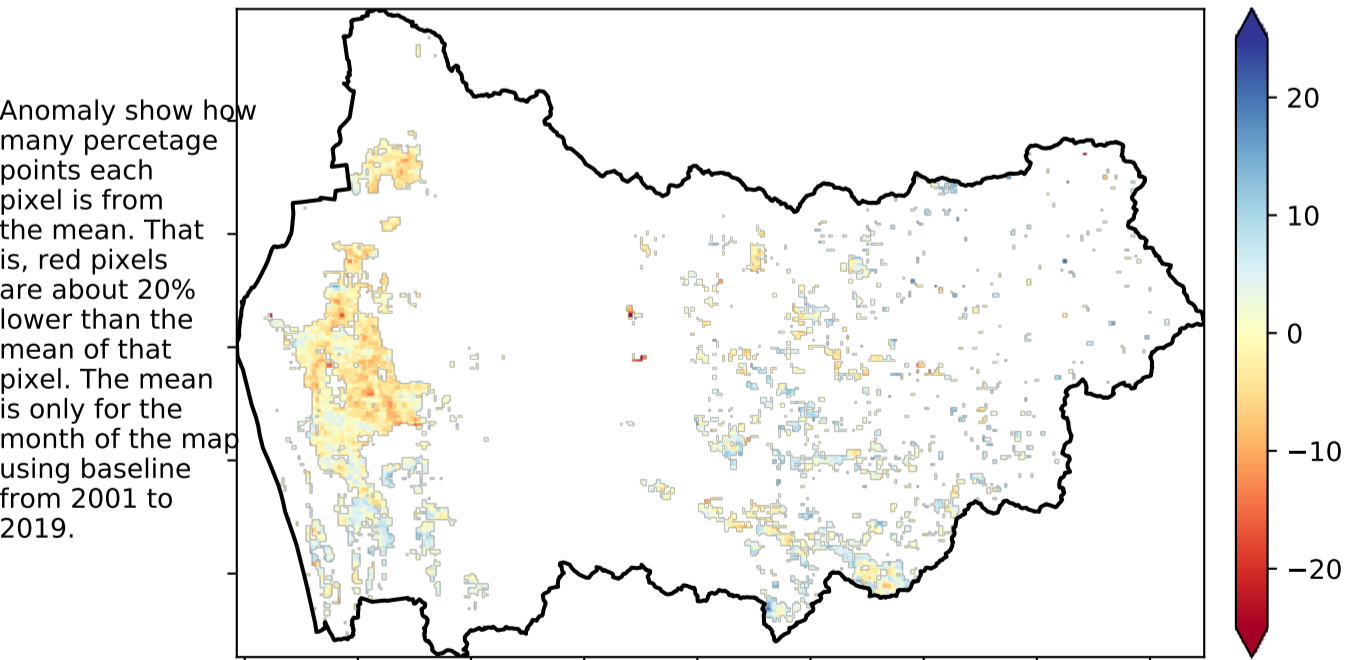 Anomaly show how
many percetage
points each
pixel is from
the mean. That
is, red pixels
are about 20%
lower than the
mean of that
pixel. The mean
is only for the
month of the map
using baseline
from 2001 to
2019.
20
10
0
−10
−20